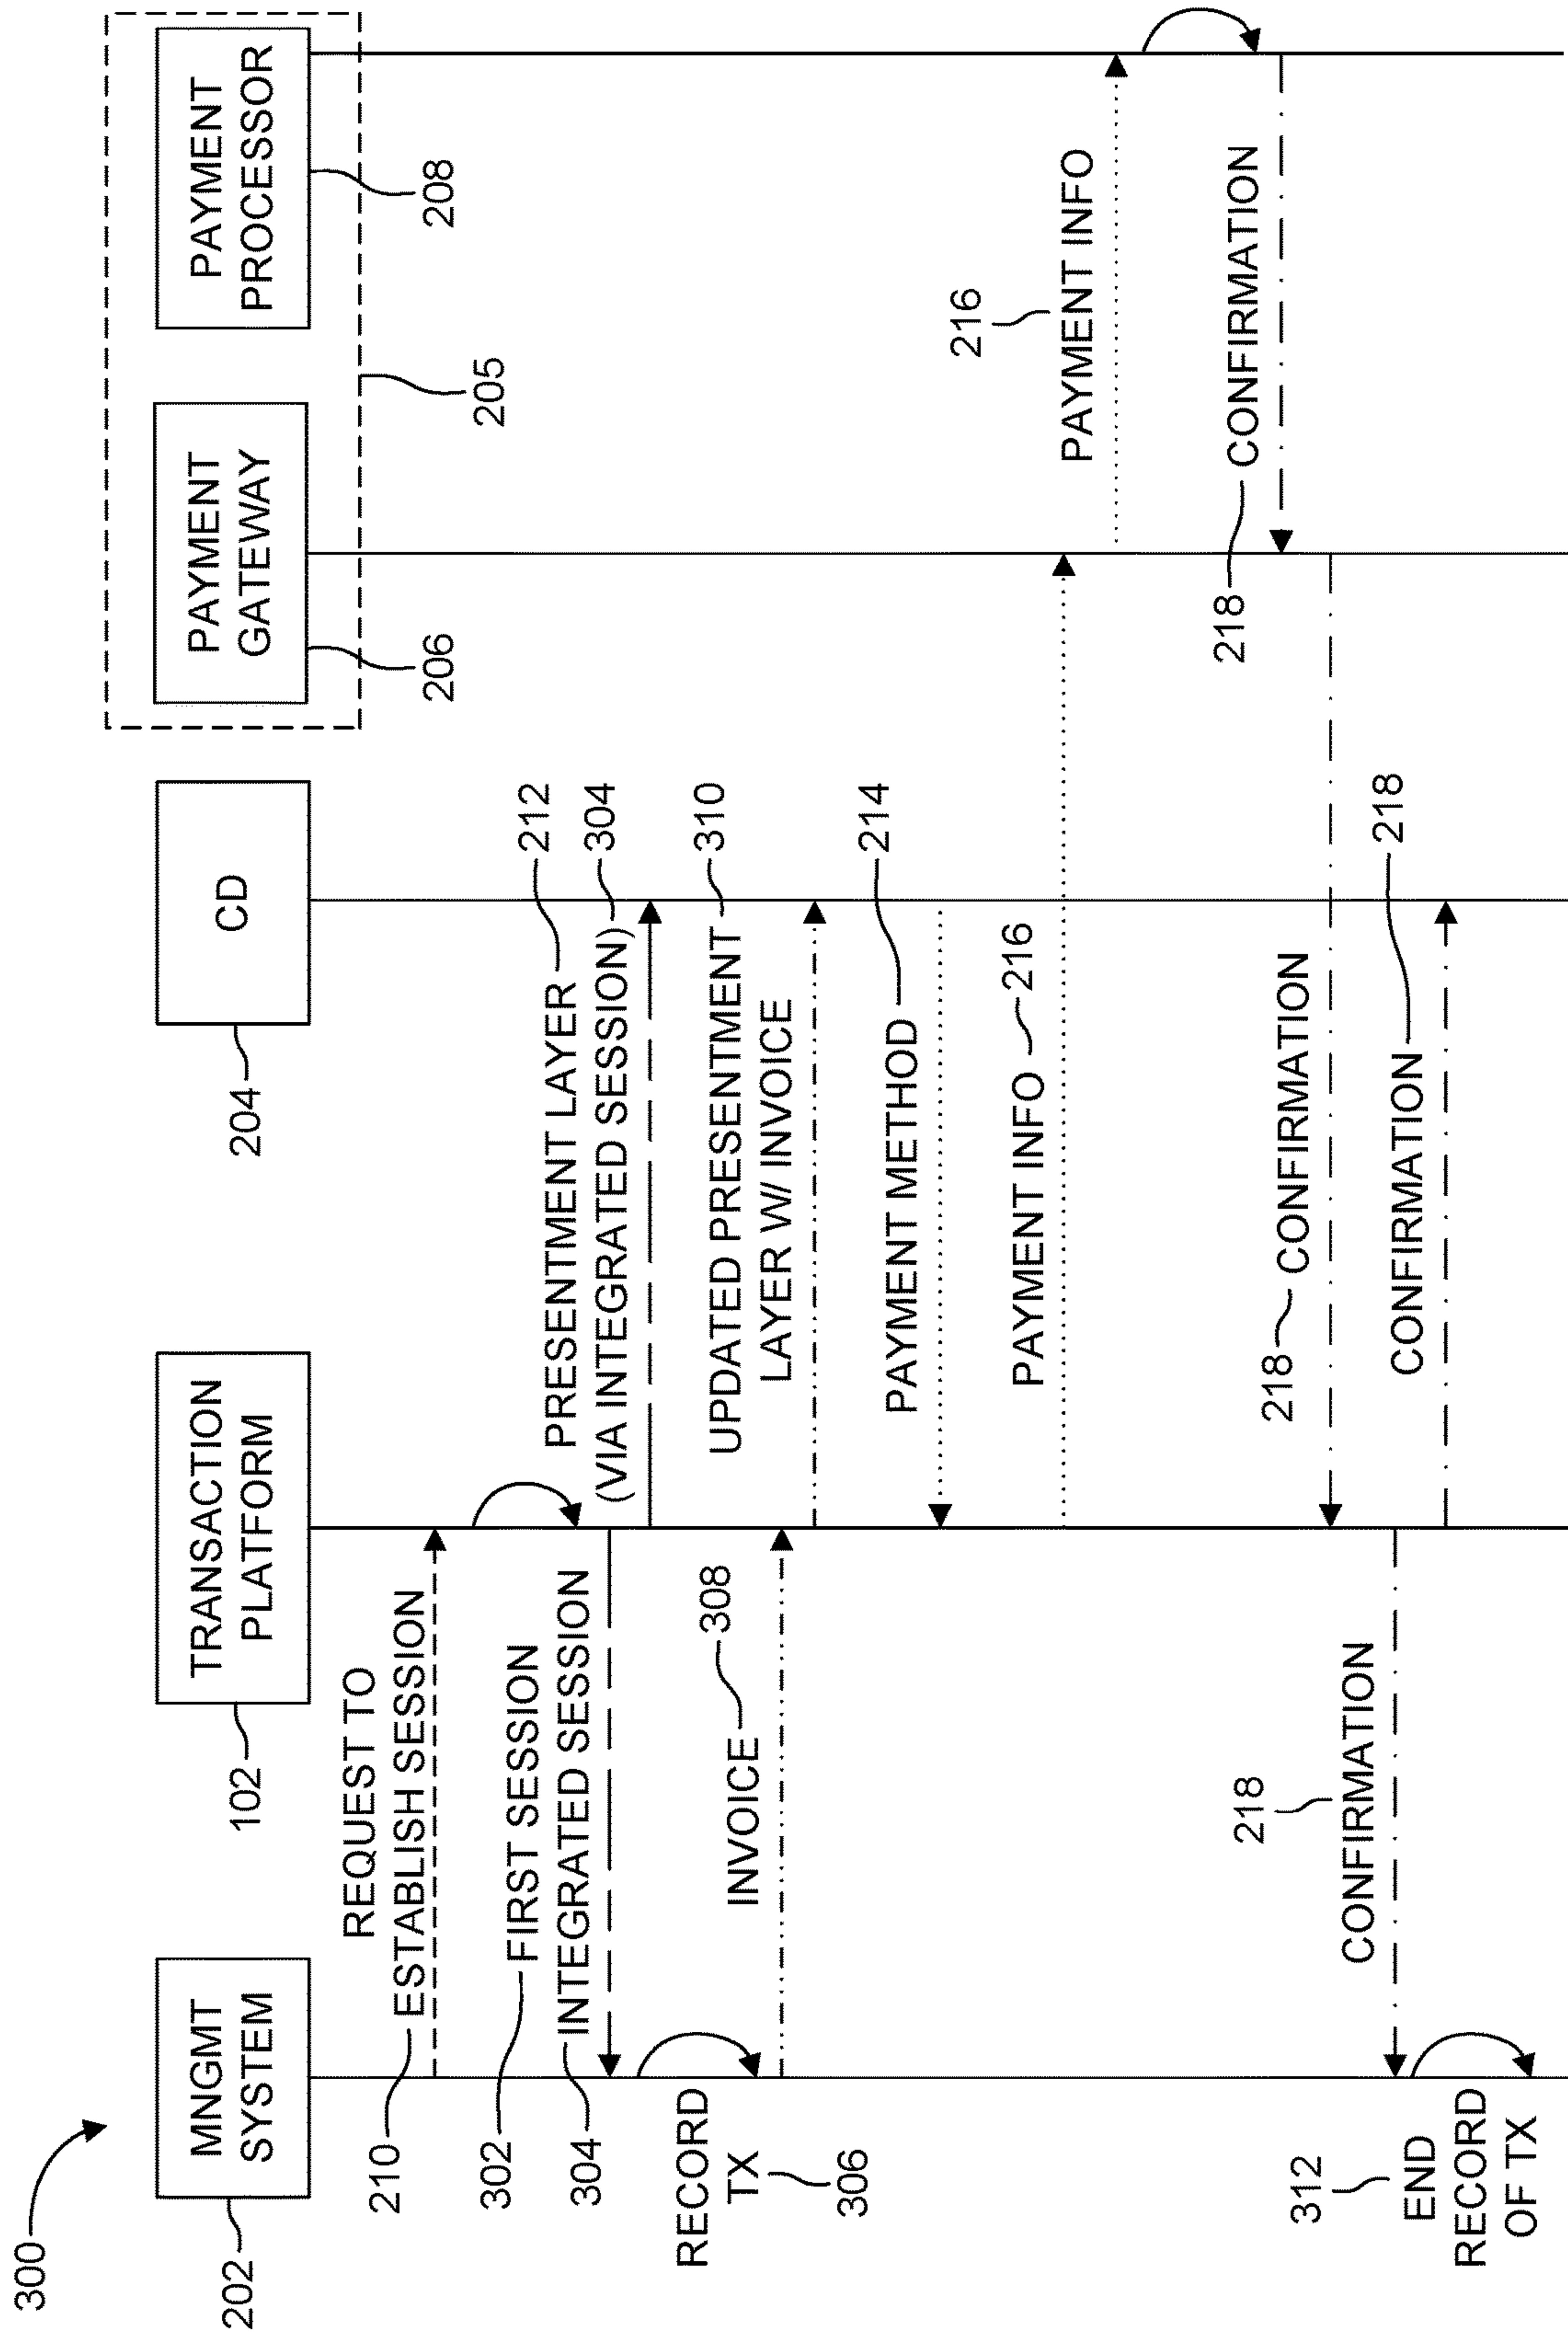 300
MNGMT
SYSTEM
202
TRANSACTION
PLATFORM
102
CD
204
PAYMENT
GATEWAY
206
PAYMENT
PROCESSOR
208
205
REQUEST TO
ESTABLISH SESSION
210
302
FIRST SESSION
304
INTEGRATED SESSION
PRESENTMENT LAYER
212
(VIA INTEGRATED SESSION)
304
RECORD
TX
306
INVOICE
308
UPDATED PRESENTMENT
310
LAYER W/ INVOICE
PAYMENT METHOD
214
PAYMENT INFO
216
216
PAYMENT INFO
218
CONFIRMATION
218
CONFIRMATION
218
CONFIRMATION
CONFIRMATION
218
312
END
RECORD
OF TX